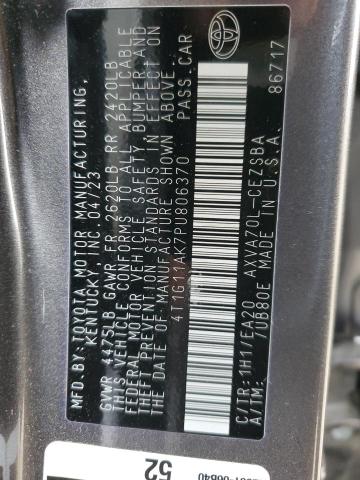 MFD. BY: TOYOTA MOTOR MANUFACTURING,
KENTUCKY, INC. 04/23
GVWR 4475LB GAWR FR 2620LB RR 2420LB
THIS VEHICLE CONFORMS TO ALL APPLICABLE
FEDERAL MOTOR VEHICLE SAFETY, BUMPER, AND
THEFT PREVENTION STANDARDS IN EFFECT ON
THE DATE OF MANUFACTURE SHOWN ABOVE.
4T1G11AK7PU806370 PASS.CAR
C/TR: 1H1/EA20 AXVA70L-CEZSBA
A/TM: /UB80E MADE IN U.S.A. 86717
52